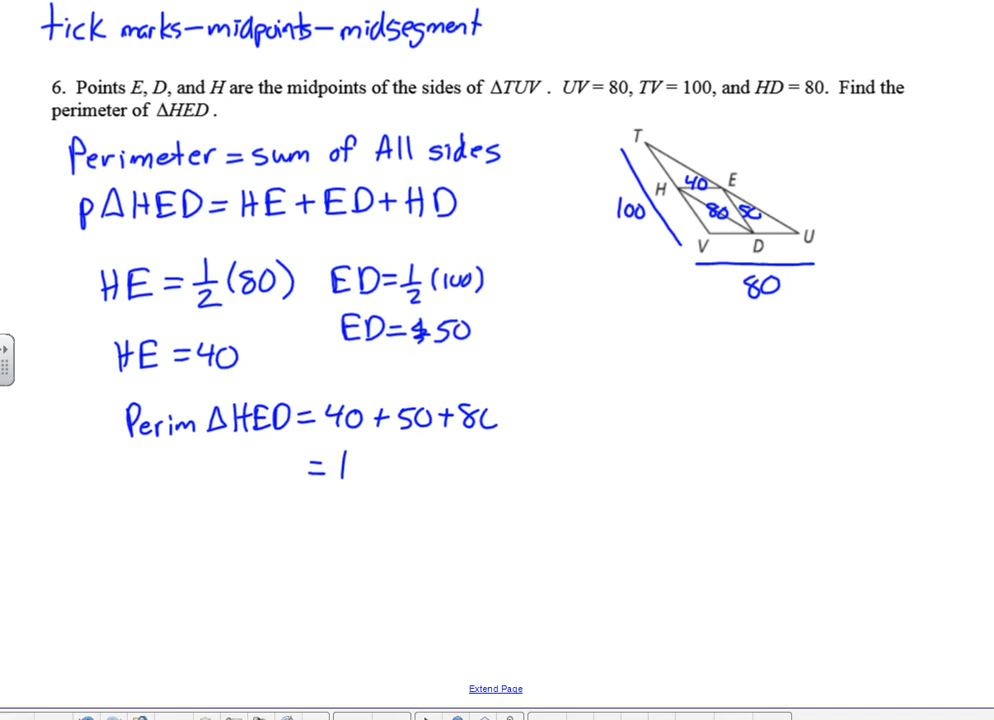 tick marks-midpoints-midsegment
6. Points E, D, and H are the midpoints of the sides of ΔTUV. UV = 80, TV = 100, and HD = 80. Find the
perimeter of ΔHED.
Perimeter = sum of All sides
pΔHED = HE + ED + HD
HE = 1/2 (80) ED = 1/2 (100)
ED = 50
HE = 40
Perim ΔHED = 40 + 50 + 80
= 1
T
40 E
H
100 80 50
V D U
80
Extend Page